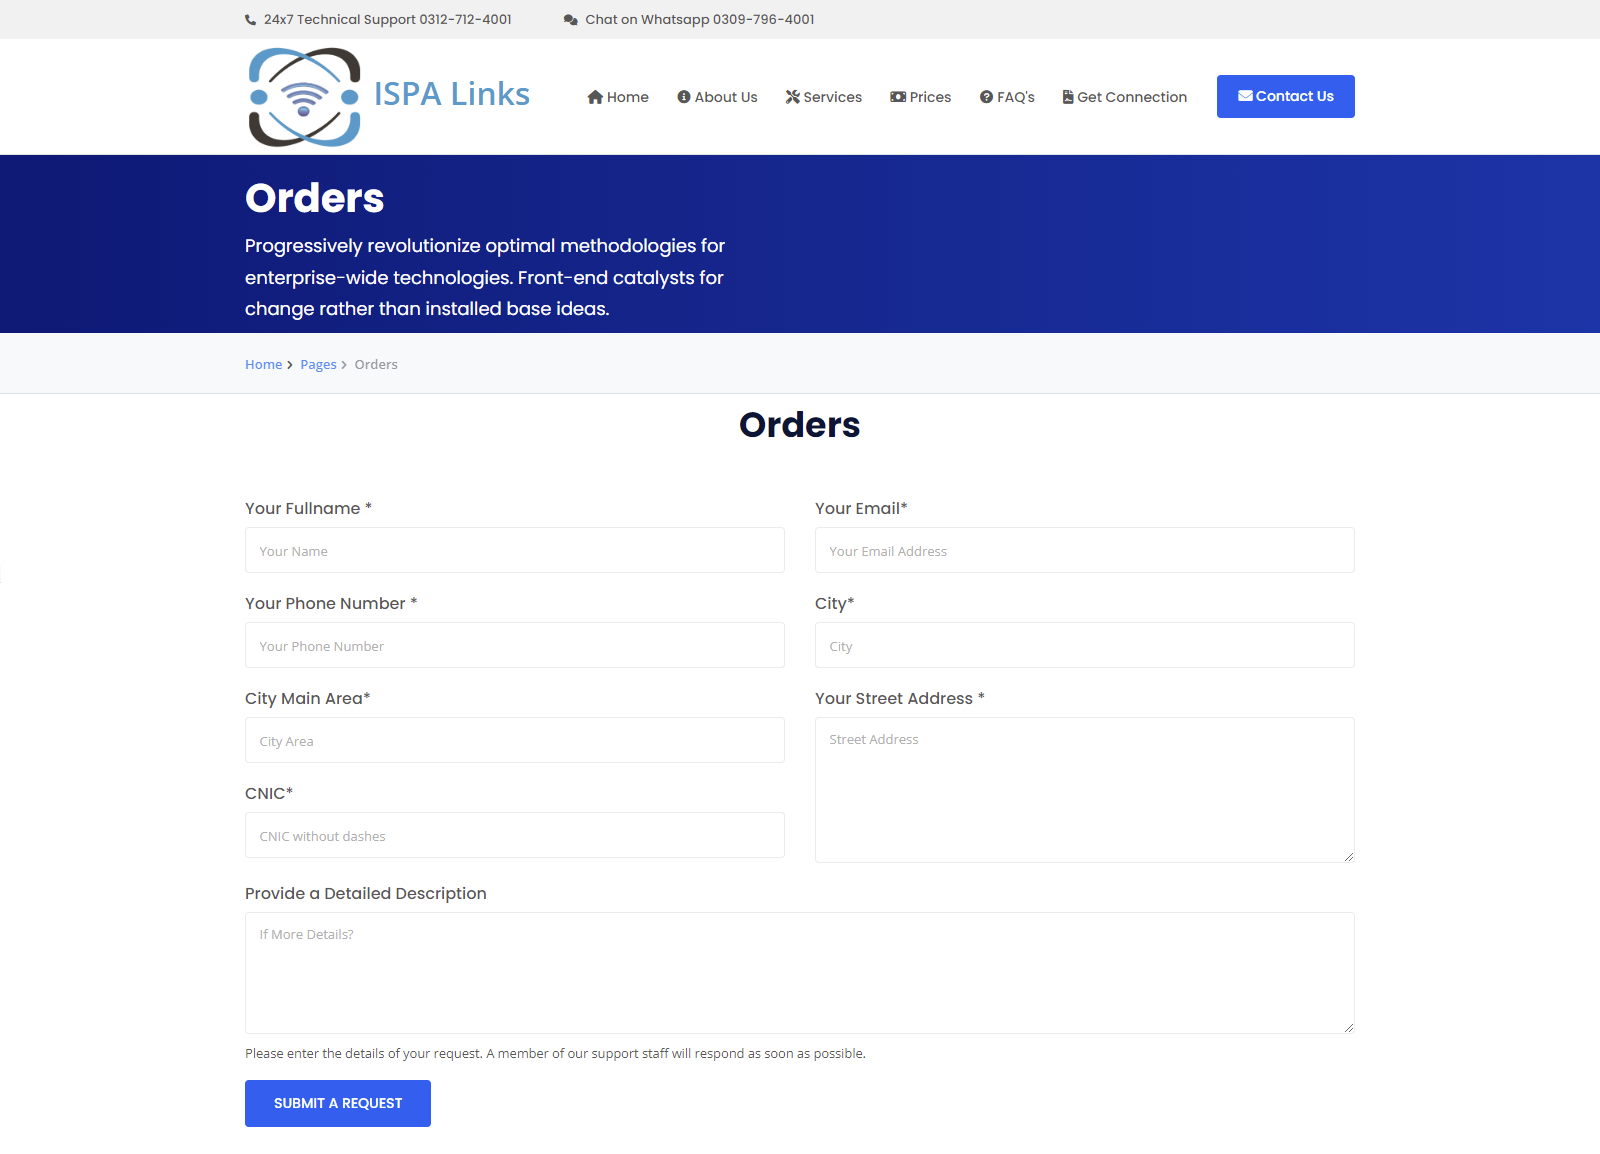 24x7 Technical Support 0312-712-4001
Chat on Whatsapp 0309-796-4001
ISPA Links
Home
About Us
Services
Prices
FAQ's
Get Connection
Contact Us
Orders
Progressively revolutionize optimal methodologies for
enterprise-wide technologies. Front-end catalysts for
change rather than installed base ideas.
Home
Pages
Orders
Orders
Your Fullname *
Your Email*
Your Name
Your Email Address
Your Phone Number *
City*
Your Phone Number
City
City Main Area*
Your Street Address *
City Area
Street Address
CNIC*
CNIC without dashes
Provide a Detailed Description
If More Details?
Please enter the details of your request. A member of our support staff will respond as soon as possible.
SUBMIT A REQUEST